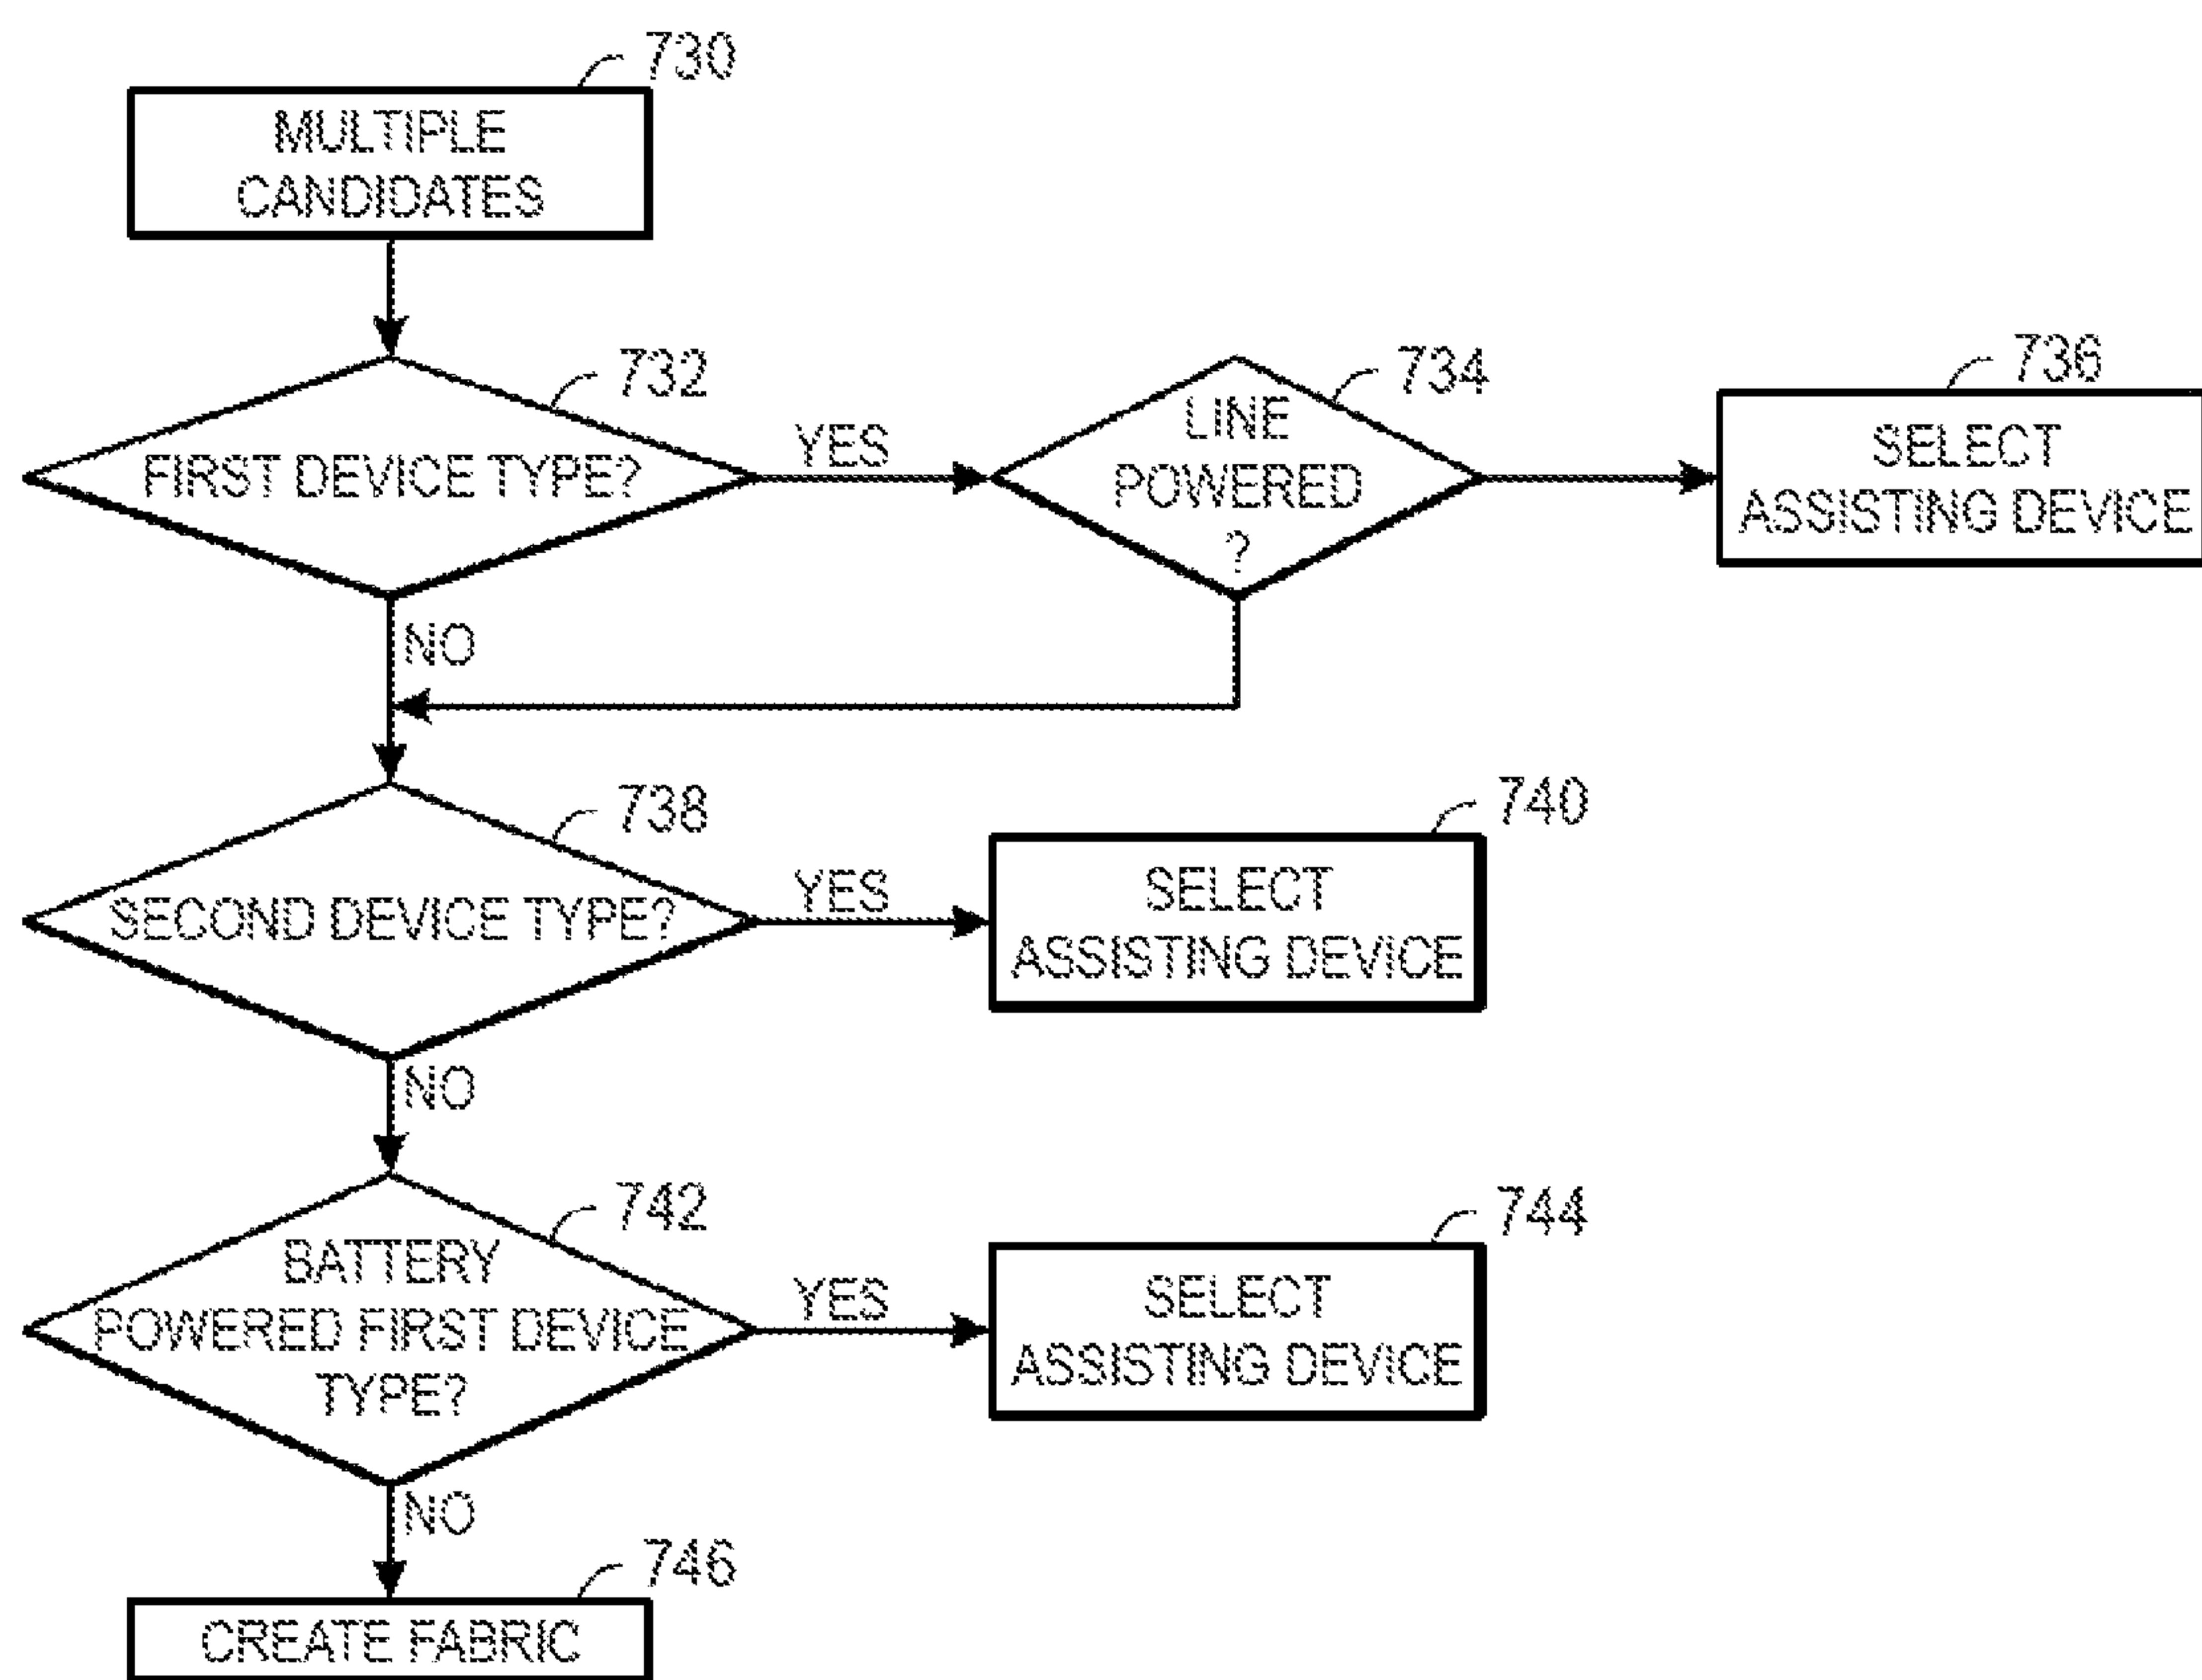 730
MULTIPLE
CANDIDATES
732
FIRST DEVICE TYPE?
YES
734
LINE
POWERED
?
736
SELECT
ASSISTING DEVICE
NO
738
SECOND DEVICE TYPE?
YES
740
SELECT
ASSISTING DEVICE
NO
742
BATTERY
POWERED FIRST DEVICE
TYPE?
YES
744
SELECT
ASSISTING DEVICE
NO
746
CREATE FABRIC